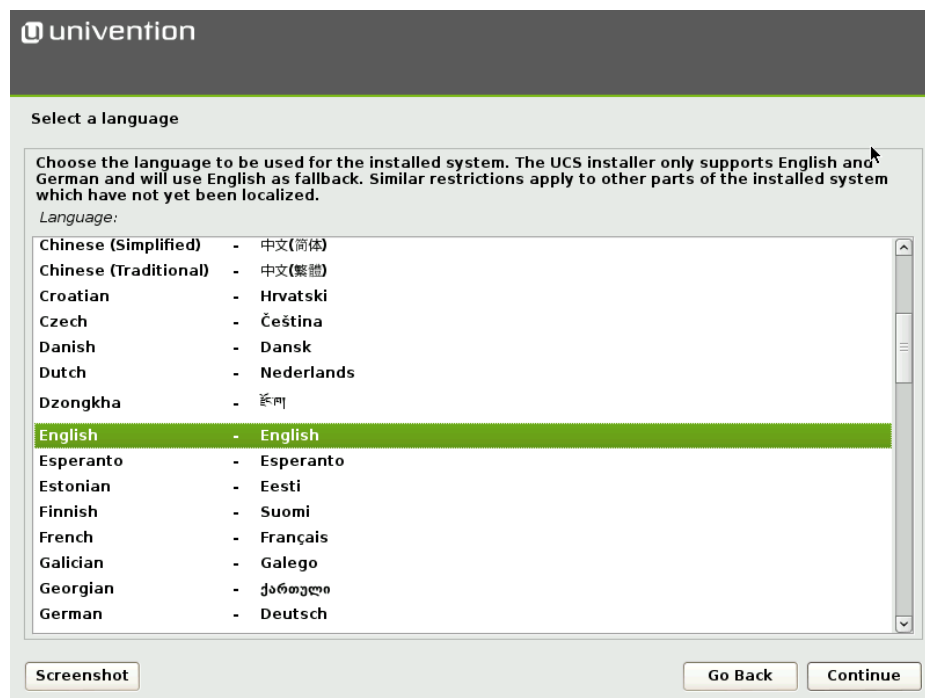 univention
Select a language
Choose the language to be used for the installed system. The UCS installer only supports English and
German and will use English as fallback. Similar restrictions apply to other parts of the installed system
which have not yet been localized.
Language:
Chinese (Simplified) - 中文(简体)
Chinese (Traditional) - 中文(繁體)
Croatian - Hrvatski
Czech - Čeština
Danish - Dansk
Dutch - Nederlands
Dzongkha - རྫོང་ཁ།
English - English
Esperanto - Esperanto
Estonian - Eesti
Finnish - Suomi
French - Français
Galician - Galego
Georgian - ქართული
German - Deutsch
Screenshot Go Back Continue